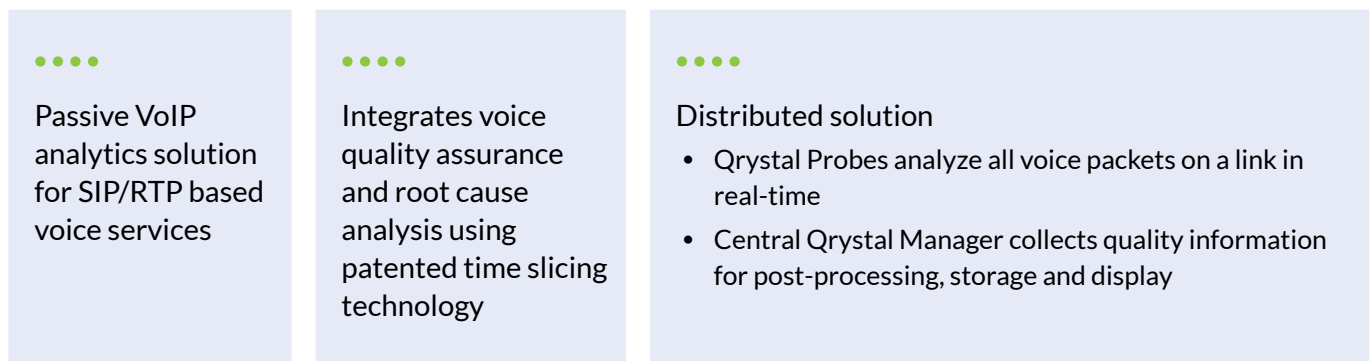 Passive VoIP
analytics solution
for SIP/RTP based
voice services
Integrates voice
quality assurance
and root cause
analysis using
patented time slicing
technology
Distributed solution
• Qrystal Probes analyze all voice packets on a link in
real-time
• Central Qrystal Manager collects quality information
for post-processing, storage and display